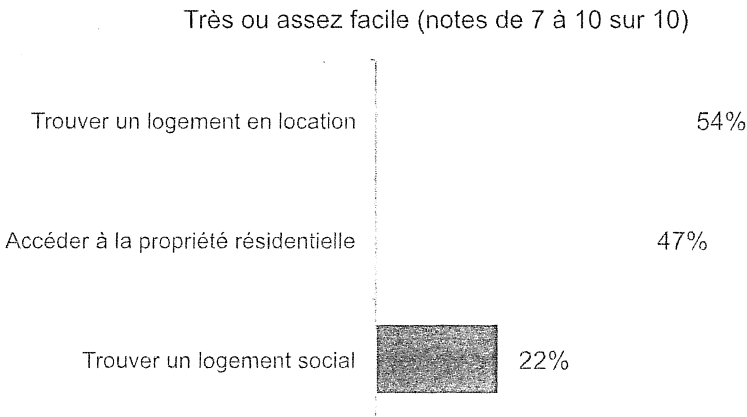 Très ou assez facile (notes de 7 à 10 sur 10)
Trouver un logement en location 54%
Accéder à la propriété résidentielle 47%
Trouver un logement social 22%